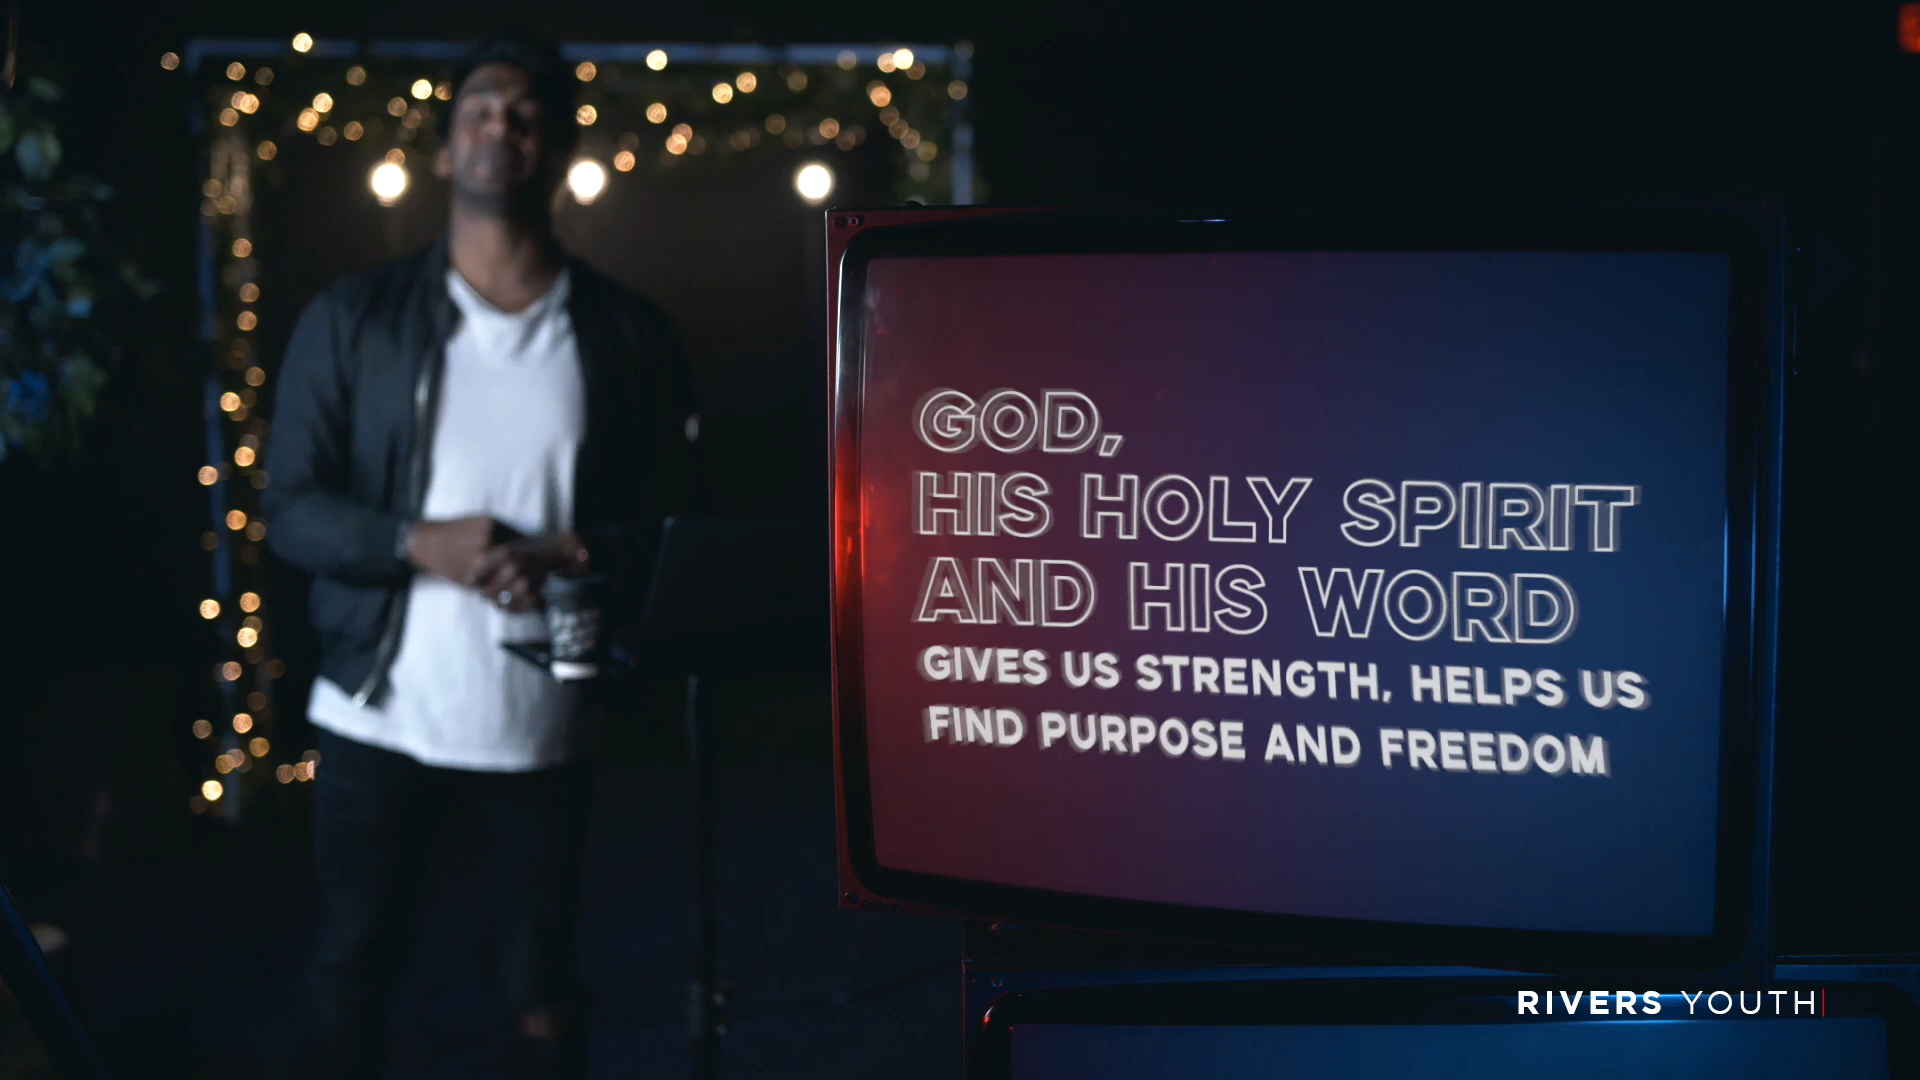 GOD,
HIS HOLY SPIRIT
AND HIS WORD
GIVES US STRENGTH, HELPS US
FIND PURPOSE AND FREEDOM
RIVERS YOUTH